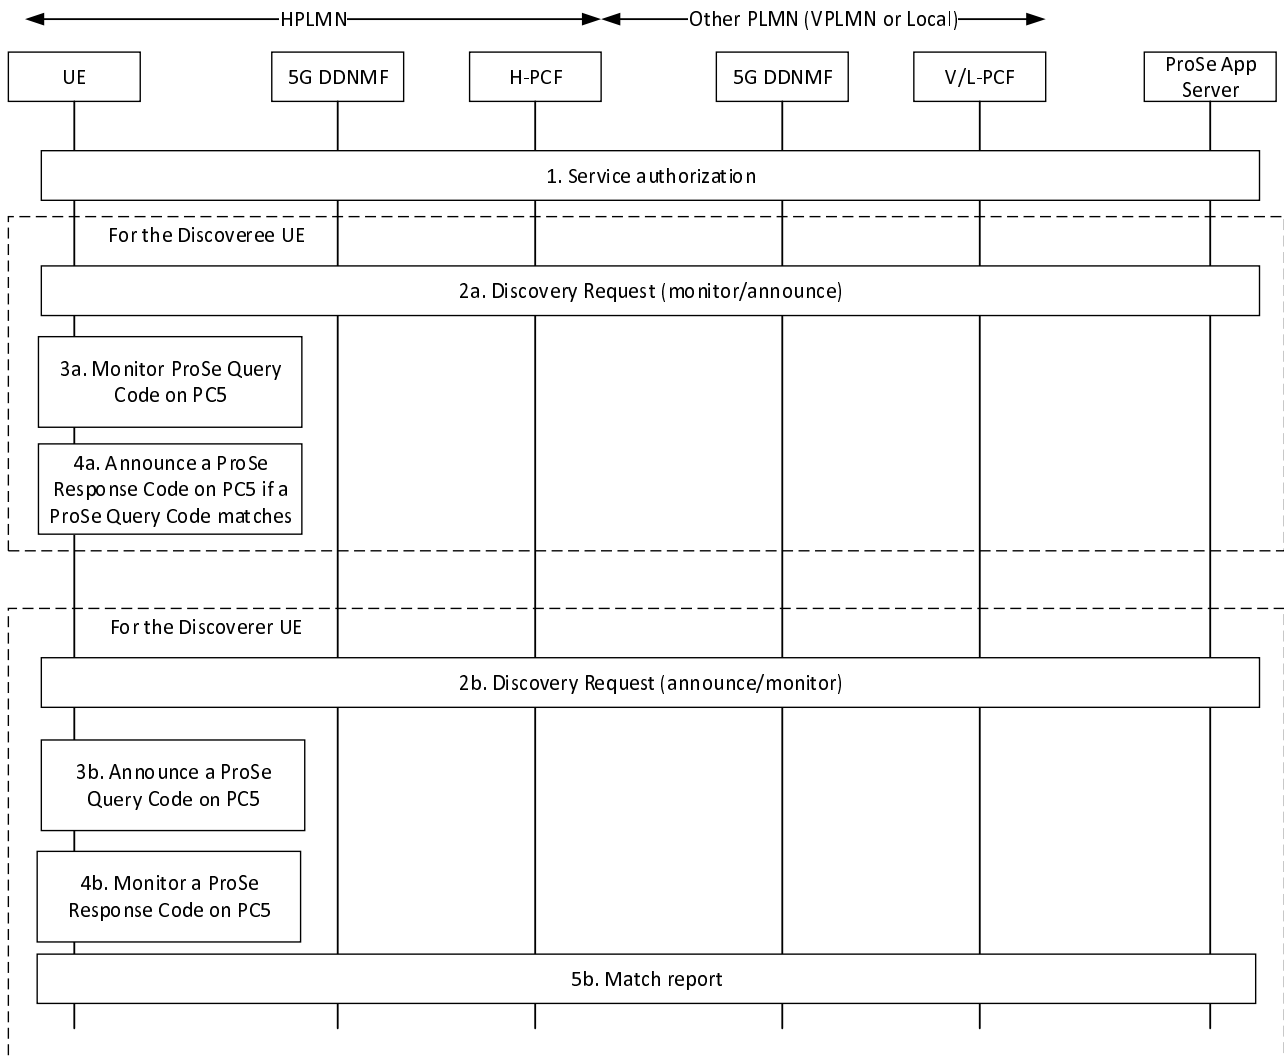 HPLMN
Other PLMN (VPLMN or Local)
UE
5G DDNMF
H-PCF
5G DDNMF
V/L-PCF
ProSe App
Server
1. Service authorization
For the Discoveree UE
2a. Discovery Request (monitor/announce)
3a. Monitor ProSe Query
Code on PC5
4a. Announce a ProSe
Response Code on PC5 if a
ProSe Query Code matches
For the Discoverer UE
2b. Discovery Request (announce/monitor)
3b. Announce a ProSe
Query Code on PC5
4b. Monitor a ProSe
Response Code on PC5
5b. Match report